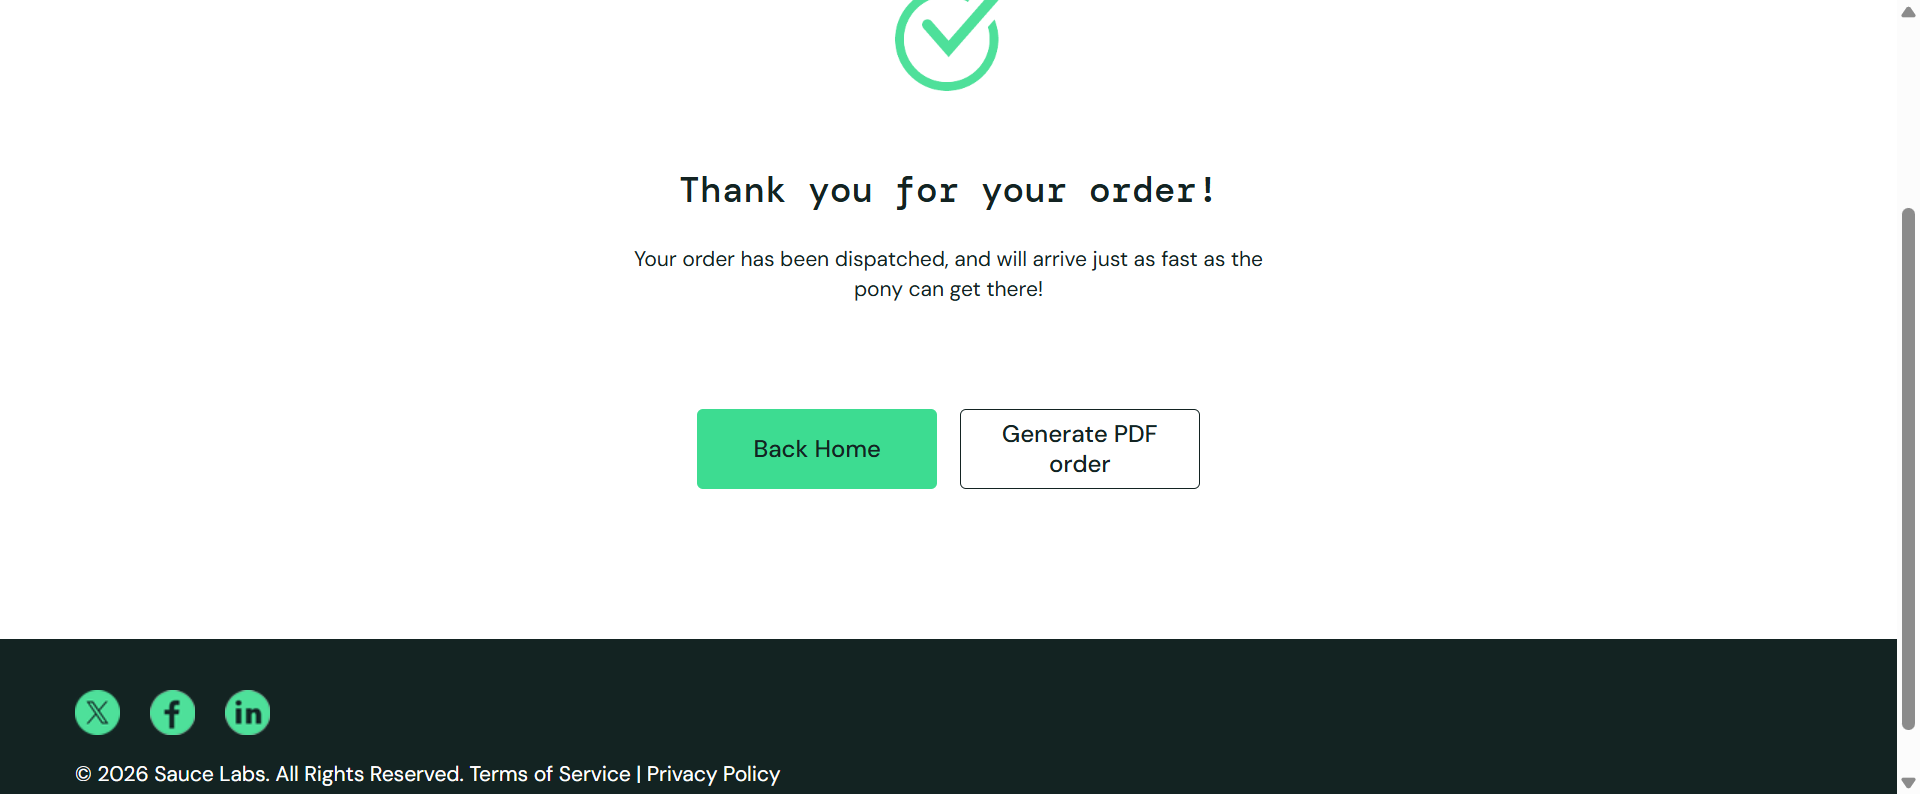 Thank you for your order!
Your order has been dispatched, and will arrive just as fast as the
pony can get there!
Back Home
Generate PDF
order
© 2026 Sauce Labs. All Rights Reserved. Terms of Service | Privacy Policy